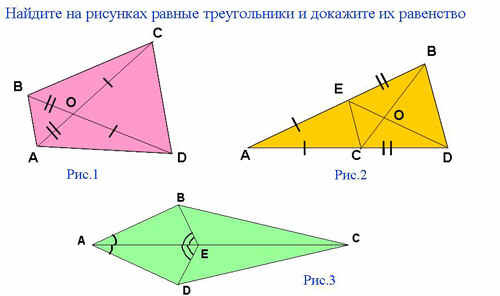 Найдите на рисунках равные треугольники и докажите их равенство
C
B
O
A
D
Рис.1
B
E
O
A
C
D
Рис.2
B
A
E
C
D
Рис.3